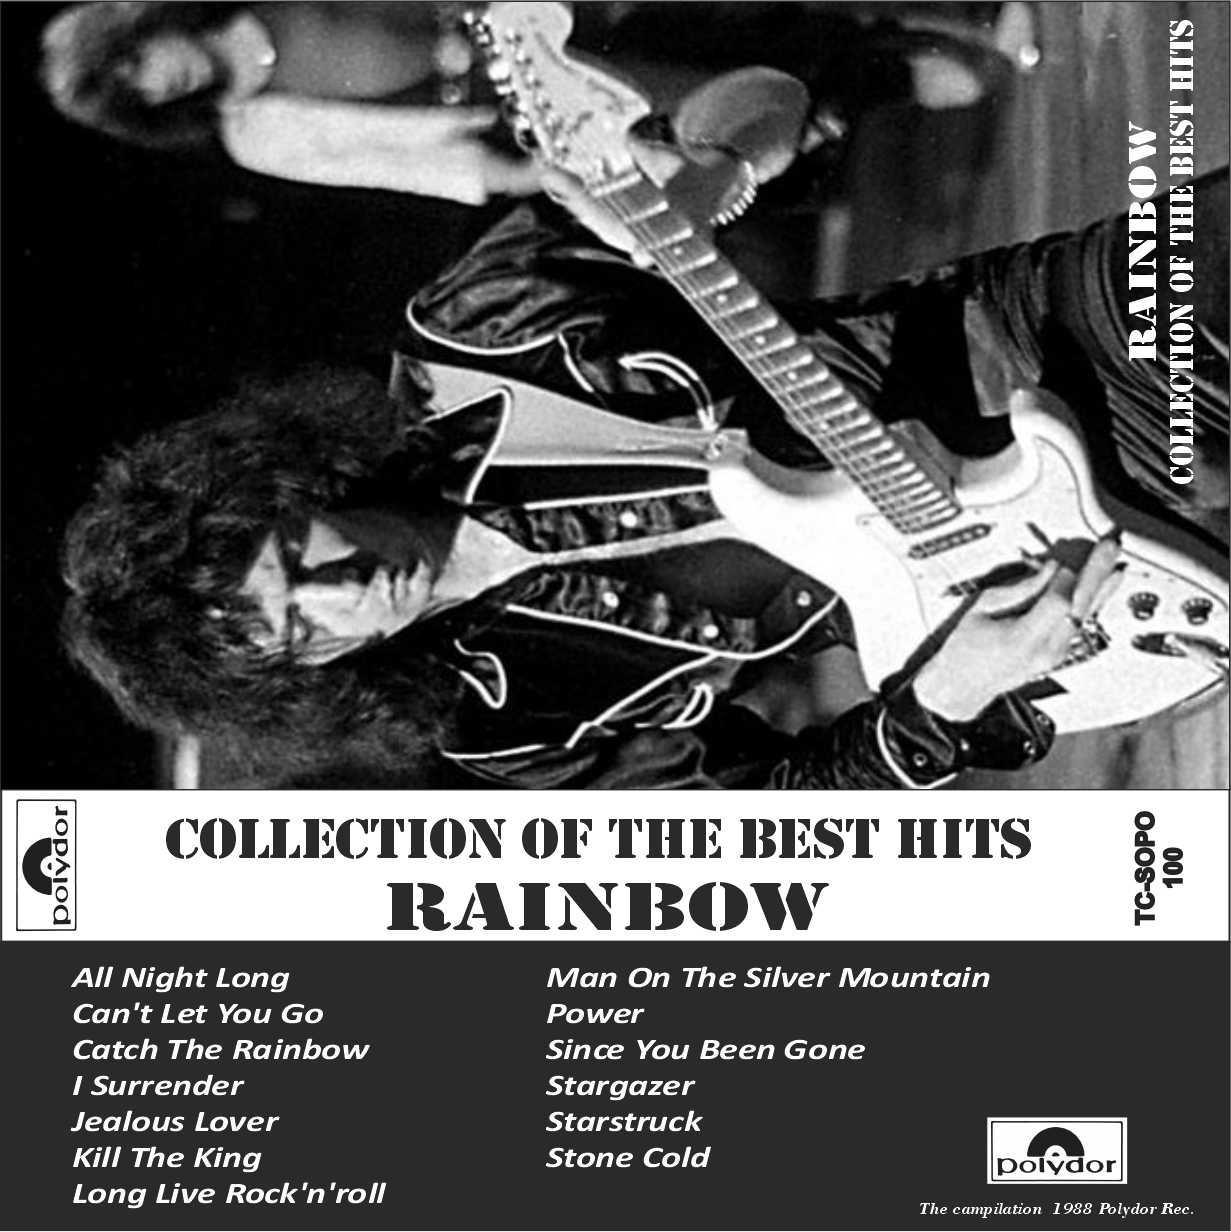 RAINBOW
COLLECTION OF THE BEST HITS
polydor
COLLECTION OF THE BEST HITS
RAINBOW
TC-SOPO
100
All Night Long
Can't Let You Go
Catch The Rainbow
I Surrender
Jealous Lover
Kill The King
Long Live Rock'n'roll
Man On The Silver Mountain
Power
Since You Been Gone
Stargazer
Starstruck
Stone Cold
polydor
The campilation 1988 Polydor Rec.